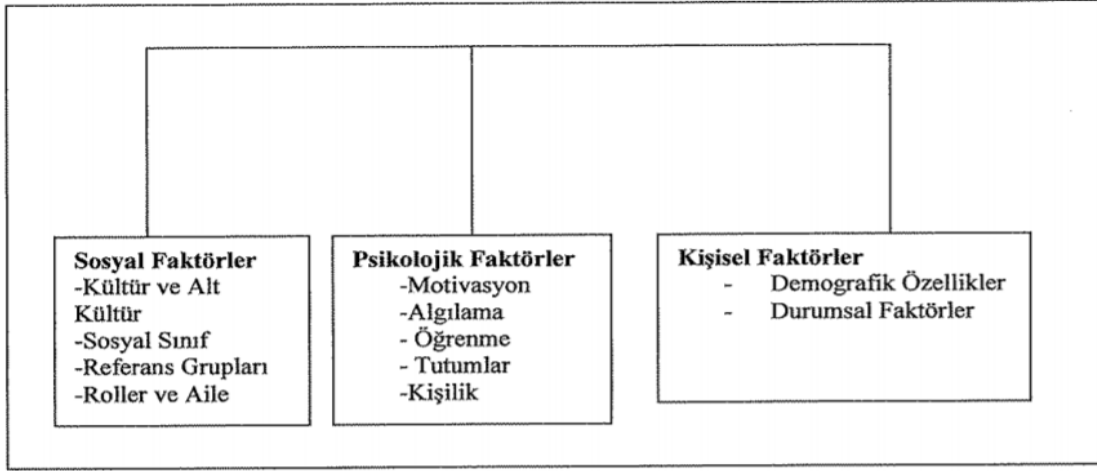 Sosyal Faktörler
-Kültür ve Alt
Kültür
-Sosyal Sınıf
-Referans Grupları
-Roller ve Aile
Psikolojik Faktörler
-Motivasyon
-Algılama
- Öğrenme
- Tutumlar
-Kişilik
Kişisel Faktörler
- Demografik Özellikler
- Durumsal Faktörler